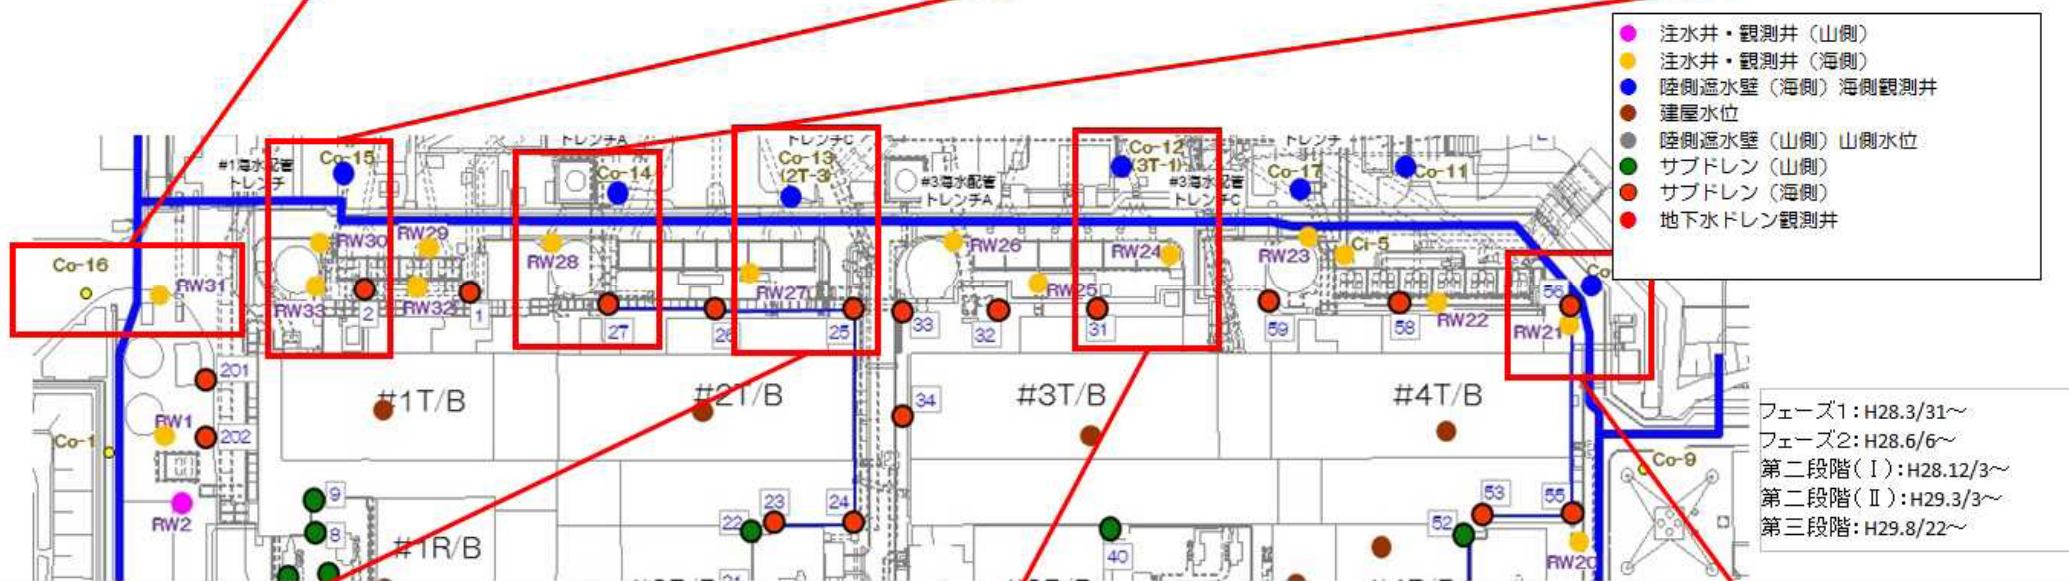 注水井・観測井（山側）
注水井・観測井（海側）
陸側遮水壁（海側）海側観測井
建屋水位
陸側遮水壁（山側）山側水位
サブドレン（山側）
サブドレン（海側）
地下水ドレン観測井
トレンチA
トレンチC
トレンチ
#1海水配管
トレンチ
Co-15
Co-14
Co-13
(2T-3)
#3海水配管
トレンチA
Co-12
(3T-1)
#3海水配管
トレンチC
Co-17
Co-11
Co-16
RW31
RW30
RW29
RW28
RW27
RW26
RW25
RW24
RW23
Ci-5
RW22
RW21
Co
56
RW33
2
RW32
1
27
26
25
33
32
31
59
58
201
202
RW1
Co-1
RW2
#1T/B
#2T/B
#3T/B
#4T/B
34
9
8
#1R/B
22
23
24
40
52
53
55
RW20
Co-9
フェーズ1：H28.3/31～
フェーズ2：H28.6/6～
第二段階(Ⅰ)：H28.12/3～
第二段階(Ⅱ)：H29.3/3～
第三段階：H29.8/22～